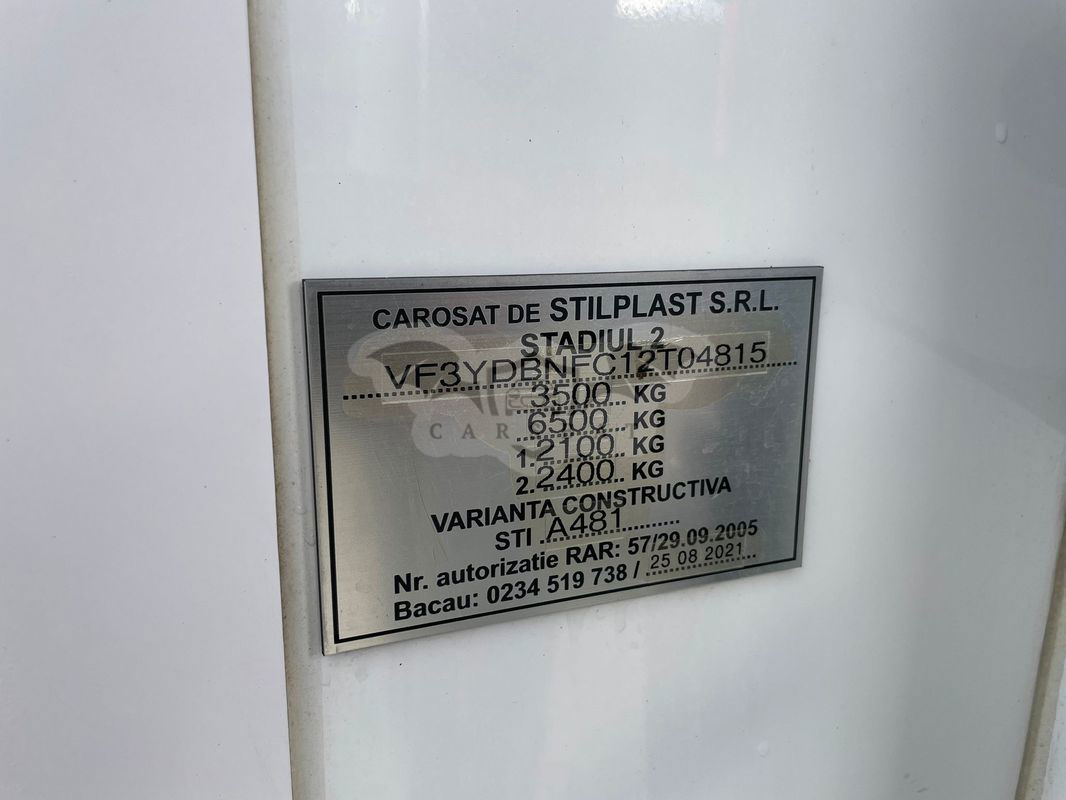 CAROSAT DE STILPLAST S.R.L.
STADIUL 2
VF3YDBNFC12T04815
3500 KG
6500 KG
1. 2100 KG
2. 2400 KG
VARIANTA CONSTRUCTIVA
STI A481
Nr. autorizatie RAR: 57/29.09.2005
Bacau: 0234 519 738 / 25 08 2021